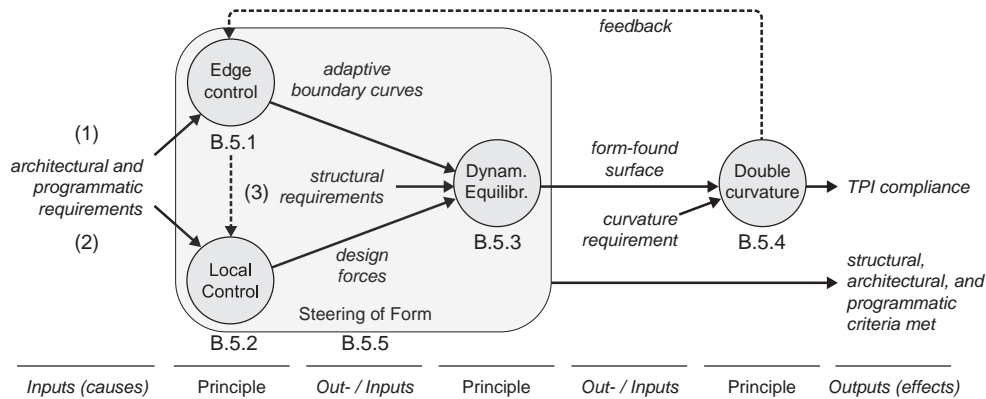 feedback
Edge
control
B.5.1
adaptive
boundary curves
(1)
architectural and
programmatic
requirements
(2)
(3)
structural
requirements
Dynam.
Equilibr.
B.5.3
form-found
surface
curvature
requirement
Double
curvature
B.5.4
TPI compliance
Local
Control
B.5.2
design
forces
Steering of Form
B.5.5
structural,
architectural, and
programmatic
criteria met
Inputs (causes)
Principle
Out- / Inputs
Principle
Out- / Inputs
Principle
Outputs (effects)